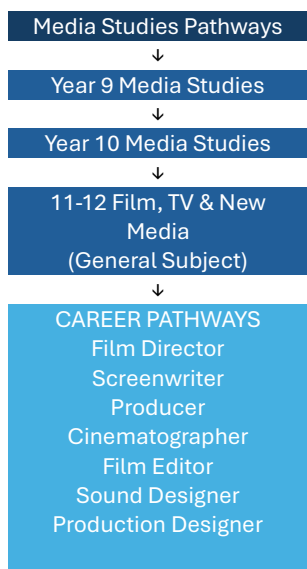 Media Studies Pathways
↓
Year 9 Media Studies
↓
Year 10 Media Studies
↓
11-12 Film, TV & New
Media
(General Subject)
↓
CAREER PATHWAYS
Film Director
Screenwriter
Producer
Cinematographer
Film Editor
Sound Designer
Production Designer